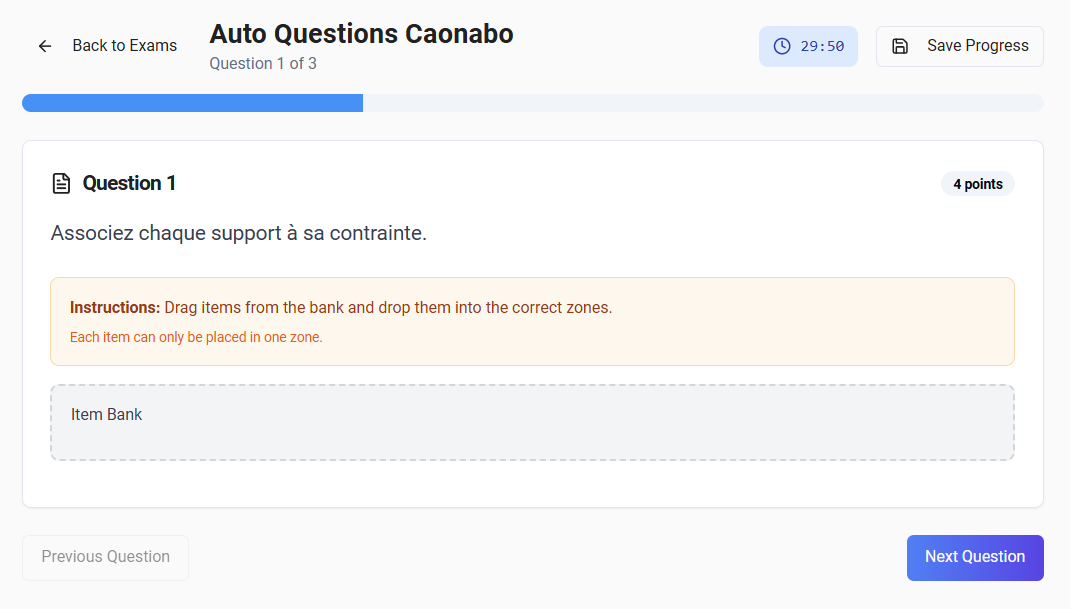 Back to Exams
Auto Questions Caonabo
Question 1 of 3
29:50
Save Progress
Question 1
4 points
Associez chaque support à sa contrainte.
Instructions: Drag items from the bank and drop them into the correct zones.
Each item can only be placed in one zone.
Item Bank
Previous Question
Next Question